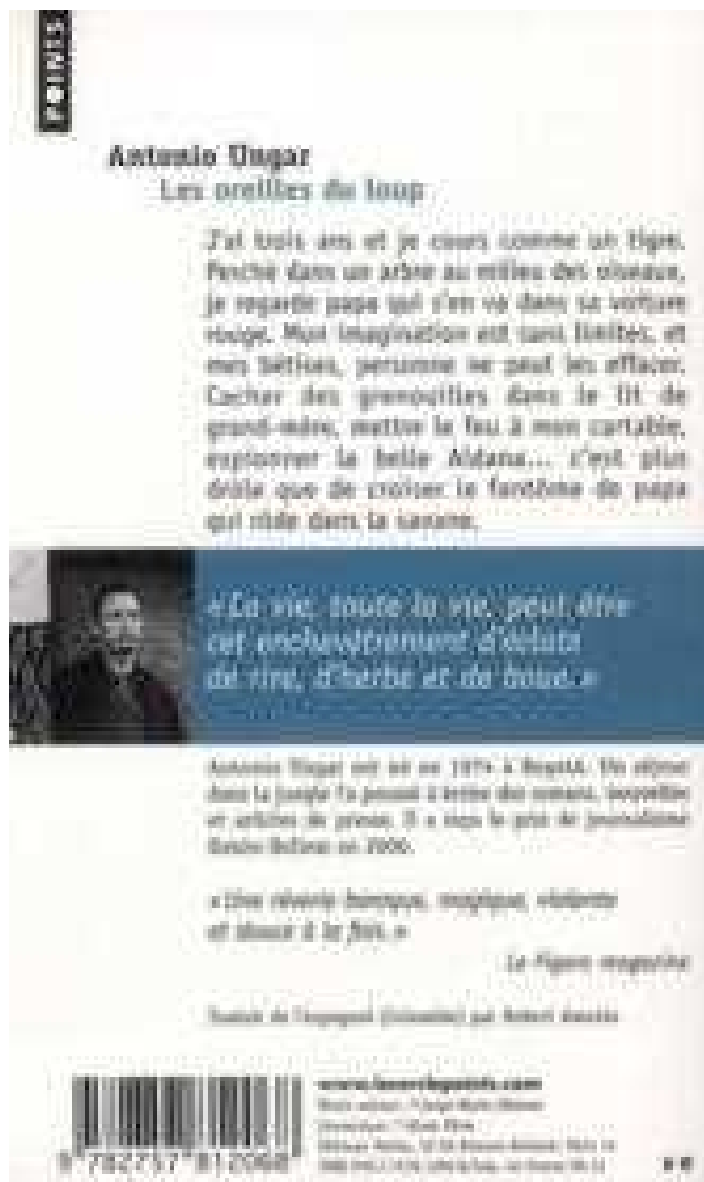 POINTS
Antonio Ungar
Les oreilles du loup
J'ai trois ans et je cours comme un tigre.
Perché dans un arbre au milieu des oiseaux,
je regarde papa qui s'en va dans sa voiture
rouge. Mon imagination est sans limites, et
mes bêtises, personne ne peut les effacer.
Cacher des grenouilles dans le lit de
grand-mère, mettre le feu à mon cartable,
espionner la belle Aldana... c'est plus
drôle que de croiser le fantôme de papa
qui rôde dans la savane.
«La vie, toute la vie, peut être
cet enchevêtrement d'éclats
de rire, d'herbe et de boue.»
Antonio Ungar est né en 1974 à Bogotá. Un séjour
dans la jungle l'a poussé à écrire des romans, nouvelles
et articles de presse. Il a reçu le prix de journalisme
Simón Bolívar en 2006.
«Une rêverie baroque, magique, violente
et douce à la fois.»
Le Figaro magazine
Traduit de l'espagnol (Colombie) par Robert
www.lecerclepoints.com
9 782757 812068